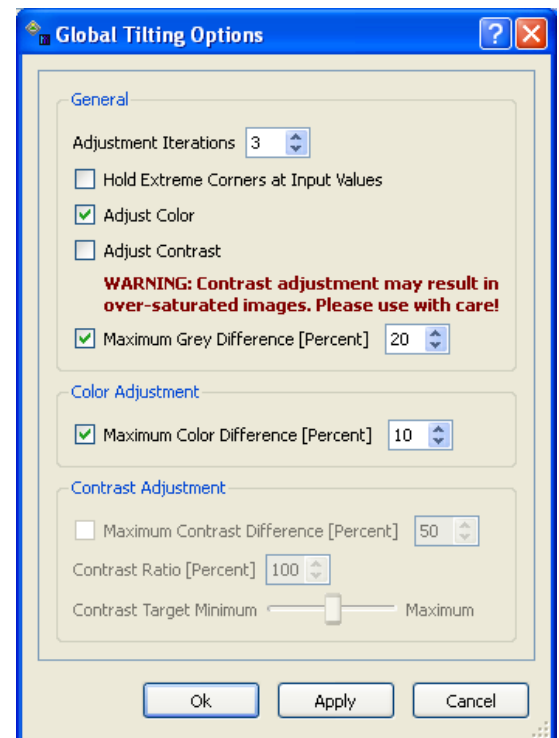 Global Tilting Options
General
Adjustment Iterations 3
Hold Extreme Corners at Input Values
Adjust Color
Adjust Contrast
WARNING: Contrast adjustment may result in
over-saturated images. Please use with care!
Maximum Grey Difference [Percent] 20
Color Adjustment
Maximum Color Difference [Percent] 10
Contrast Adjustment
Maximum Contrast Difference [Percent] 50
Contrast Ratio [Percent] 100
Contrast Target Minimum Maximum
Ok Apply Cancel